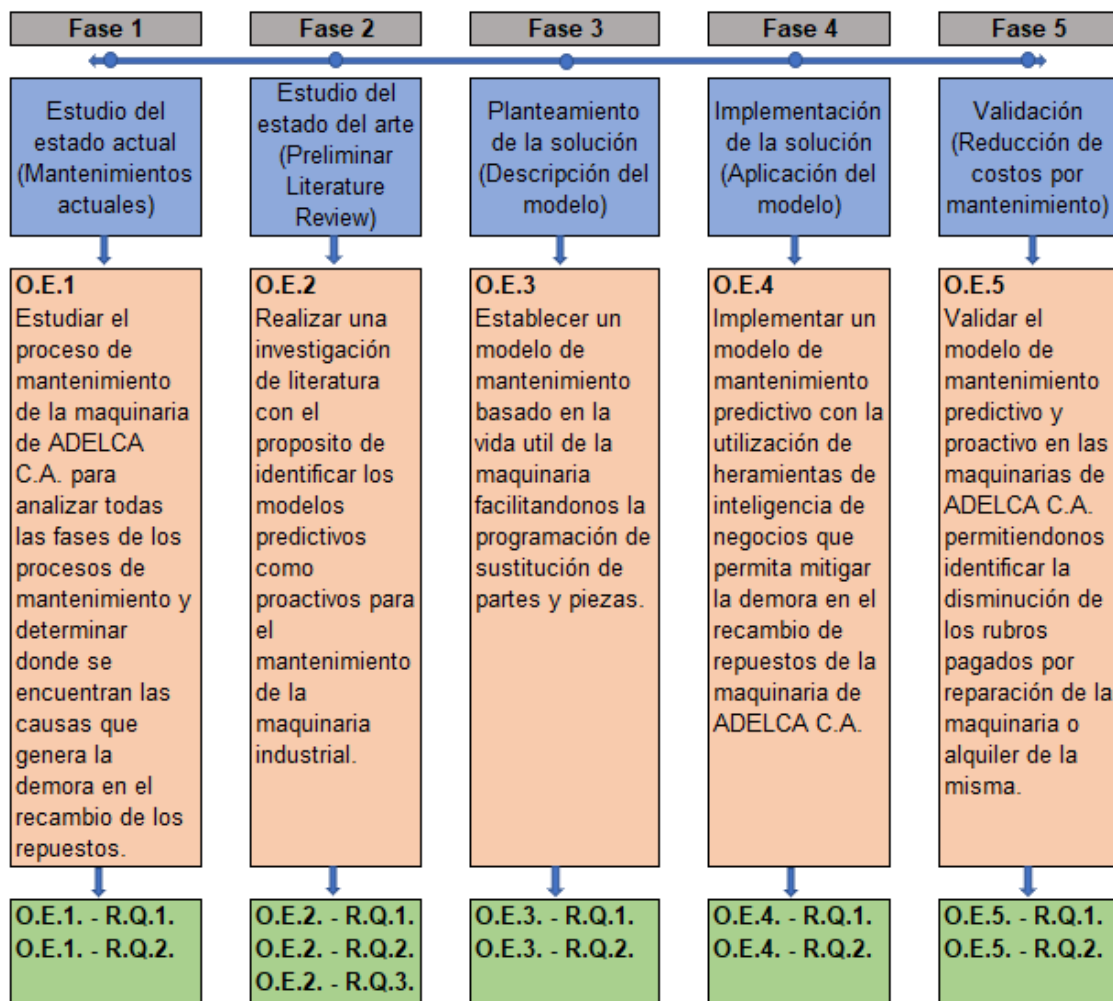 Fase 1
Fase 2
Fase 3
Fase 4
Fase 5
Estudio del
estado actual
(Mantenimientos
actuales)
Estudio del
estado del arte
(Preliminar
Literature
Review)
Planteamiento
de la solución
(Descripción del
modelo)
Implementación
de la solución
(Aplicación del
modelo)
Validación
(Reducción de
costos por
mantenimiento)
O.E.1
Estudiar el
proceso de
mantenimiento
de la maquinaria
de ADELCA
C.A. para
analizar todas
las fases de los
procesos de
mantenimiento y
determinar
donde se
encuentran las
causas que
genera la
demora en el
recambio de los
repuestos.
O.E.2
Realizar una
investigación
de literatura
con el
proposito de
identificar los
modelos
predictivos
como
proactivos para
el
mantenimiento
de la
maquinaria
industrial.
O.E.3
Establecer un
modelo de
mantenimiento
basado en la
vida util de la
maquinaria
facilitandonos la
programación de
sustitución de
partes y piezas.
O.E.4
Implementar un
modelo de
mantenimiento
predictivo con la
utilización de
heramientas de
inteligencia de
negocios que
permita mitigar
la demora en el
recambio de
repuestos de la
maquinaria de
ADELCA C.A.
O.E.5
Validar el
modelo de
mantenimiento
predictivo y
proactivo en las
maquinarias de
ADELCA C.A.
permitiendonos
identificar la
disminución de
los rubros
pagados por
reparación de la
maquinaria o
alquiler de la
misma.
O.E.1. - R.Q.1.
O.E.1. - R.Q.2.
O.E.2. - R.Q.1.
O.E.2. - R.Q.2.
O.E.2. - R.Q.3.
O.E.3. - R.Q.1.
O.E.3. - R.Q.2.
O.E.4. - R.Q.1.
O.E.4. - R.Q.2.
O.E.5. - R.Q.1.
O.E.5. - R.Q.2.